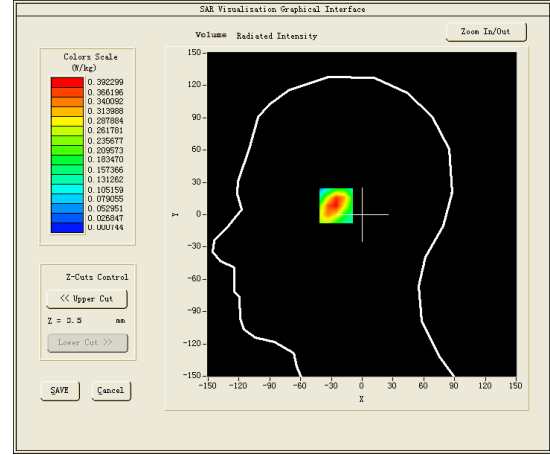 SAR Visualisation Graphical Interface
Volume Radiated Intensity
Zoom In/Out
Colors Scale
(W/kg)
0.392299
0.366196
0.340092
0.313988
0.287884
0.261781
0.235677
0.209573
0.183470
0.157366
0.131262
0.105159
0.079055
0.052951
0.026847
0.000744
Z-Cuts Control
<< Upper Cut
Z = 3.5 mm
Lower Cut >>
SAVE Cancel
150
120
90
60
30
0
-30
-60
-90
-120
-150
Y
-150 -120 -90 -60 -30 0 30 60 90 120 150
X